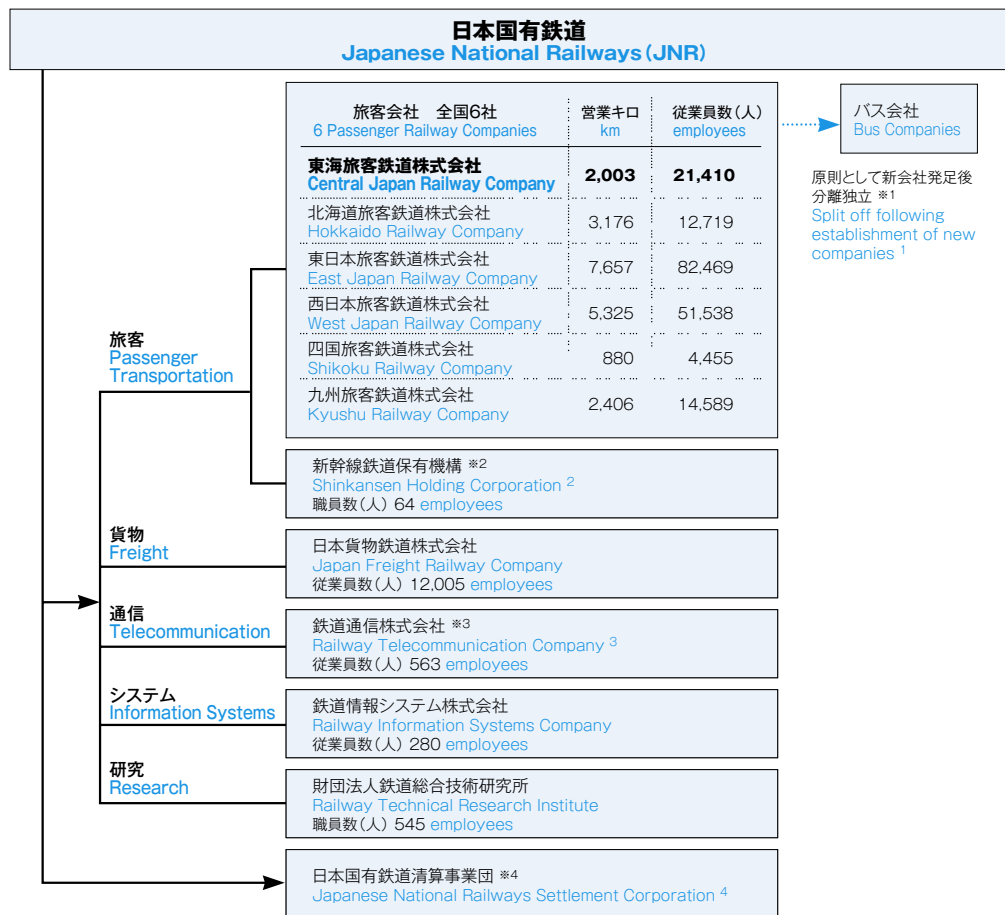 日本国有鉄道
Japanese National Railways (JNR)
旅客会社 全国6社
6 Passenger Railway Companies
営業キロ
km
従業員数(人)
employees
東海旅客鉄道株式会社
Central Japan Railway Company
2,003
21,410
北海道旅客鉄道株式会社
Hokkaido Railway Company
3,176
12,719
東日本旅客鉄道株式会社
East Japan Railway Company
7,657
82,469
西日本旅客鉄道株式会社
West Japan Railway Company
5,325
51,538
四国旅客鉄道株式会社
Shikoku Railway Company
880
4,455
九州旅客鉄道株式会社
Kyushu Railway Company
2,406
14,589
バス会社
Bus Companies
原則として新会社発足後
分離独立 ※1
Split off following
establishment of new
companies 1
旅客
Passenger
Transportation
新幹線鉄道保有機構 ※2
Shinkansen Holding Corporation 2
職員数(人) 64 employees
貨物
Freight
日本貨物鉄道株式会社
Japan Freight Railway Company
従業員数(人) 12,005 employees
通信
Telecommunication
鉄道通信株式会社 ※3
Railway Telecommunication Company 3
従業員数(人) 563 employees
システム
Information Systems
鉄道情報システム株式会社
Railway Information Systems Company
従業員数(人) 280 employees
研究
Research
財団法人鉄道総合技術研究所
Railway Technical Research Institute
職員数(人) 545 employees
日本国有鉄道清算事業団 ※4
Japanese National Railways Settlement Corporation 4